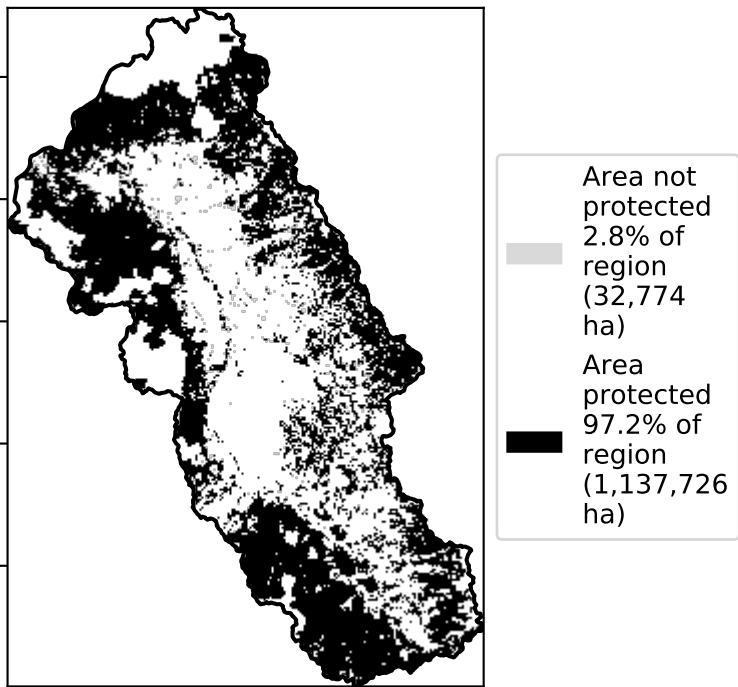 Area not
protected
2.8% of
region
(32,774
ha)
Area
protected
97.2% of
region
(1,137,726
ha)